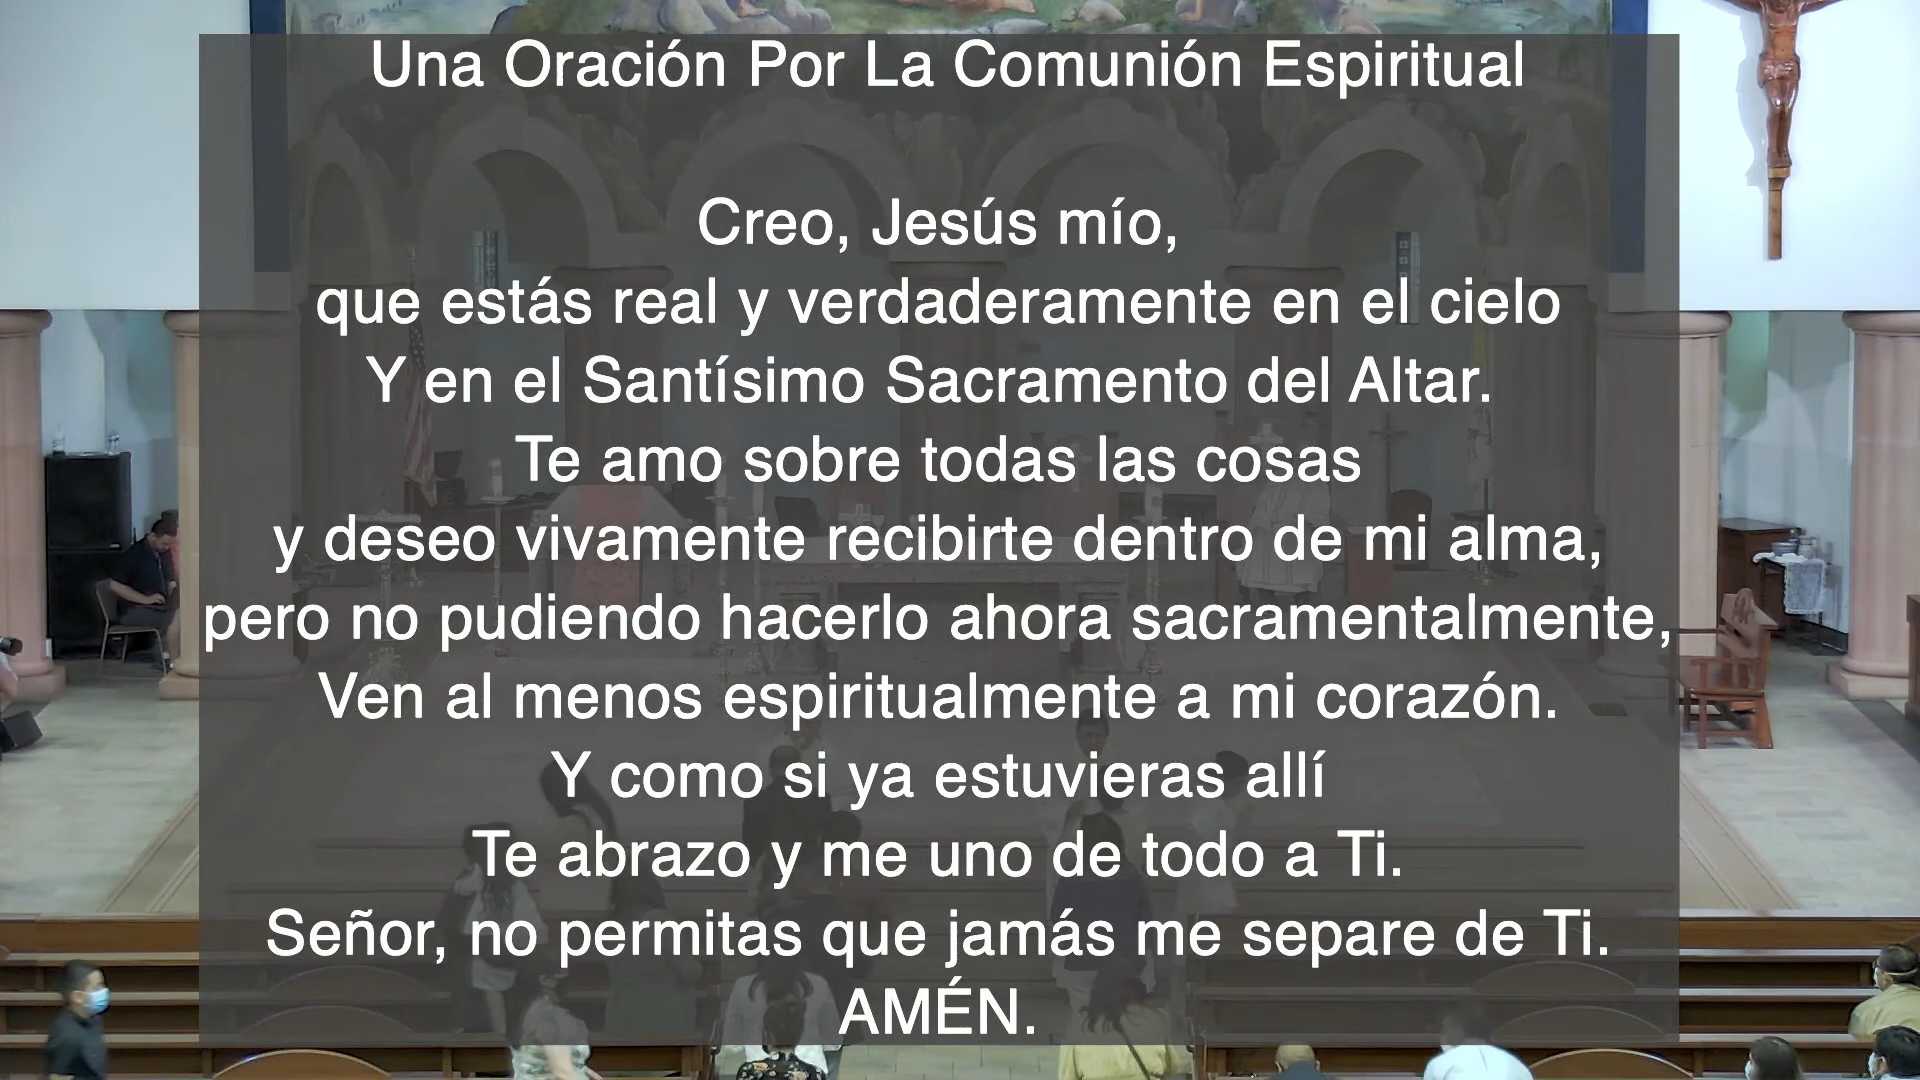 Una Oración Por La Comunión Espiritual
Creo, Jesús mío,
que estás real y verdaderamente en el cielo
Y en el Santísimo Sacramento del Altar.
Te amo sobre todas las cosas
y deseo vivamente recibirte dentro de mi alma,
pero no pudiendo hacerlo ahora sacramentalmente,
Ven al menos espiritualmente a mi corazón.
Y como si ya estuvieras allí
Te abrazo y me uno de todo a Ti.
Señor, no permitas que jamás me separe de Ti.
AMÉN.